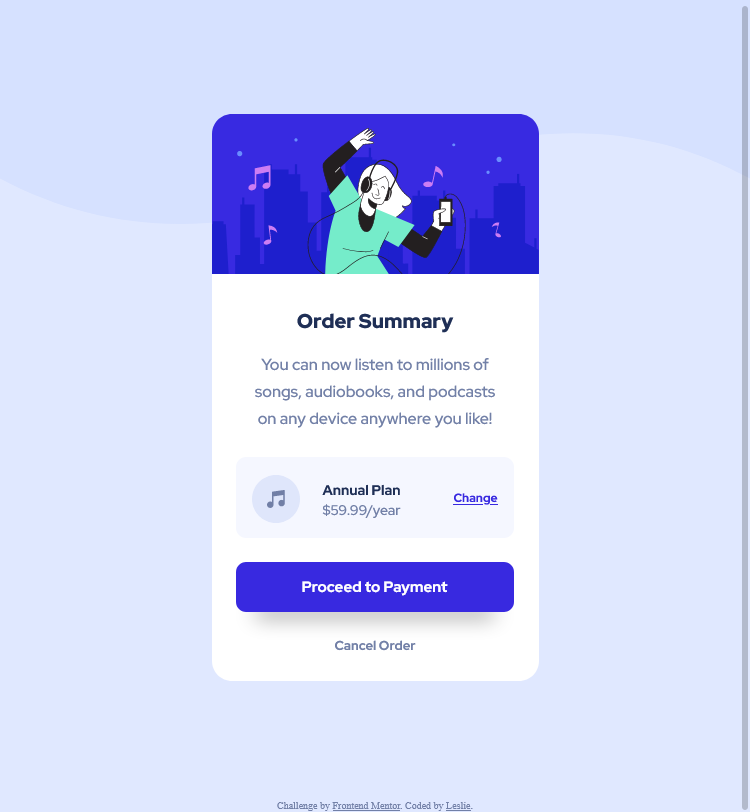 Order Summary
You can now listen to millions of
songs, audiobooks, and podcasts
on any device anywhere you like!
Annual Plan
$59.99/year
Change
Proceed to Payment
Cancel Order
Challenge by Frontend Mentor. Coded by Leslie.